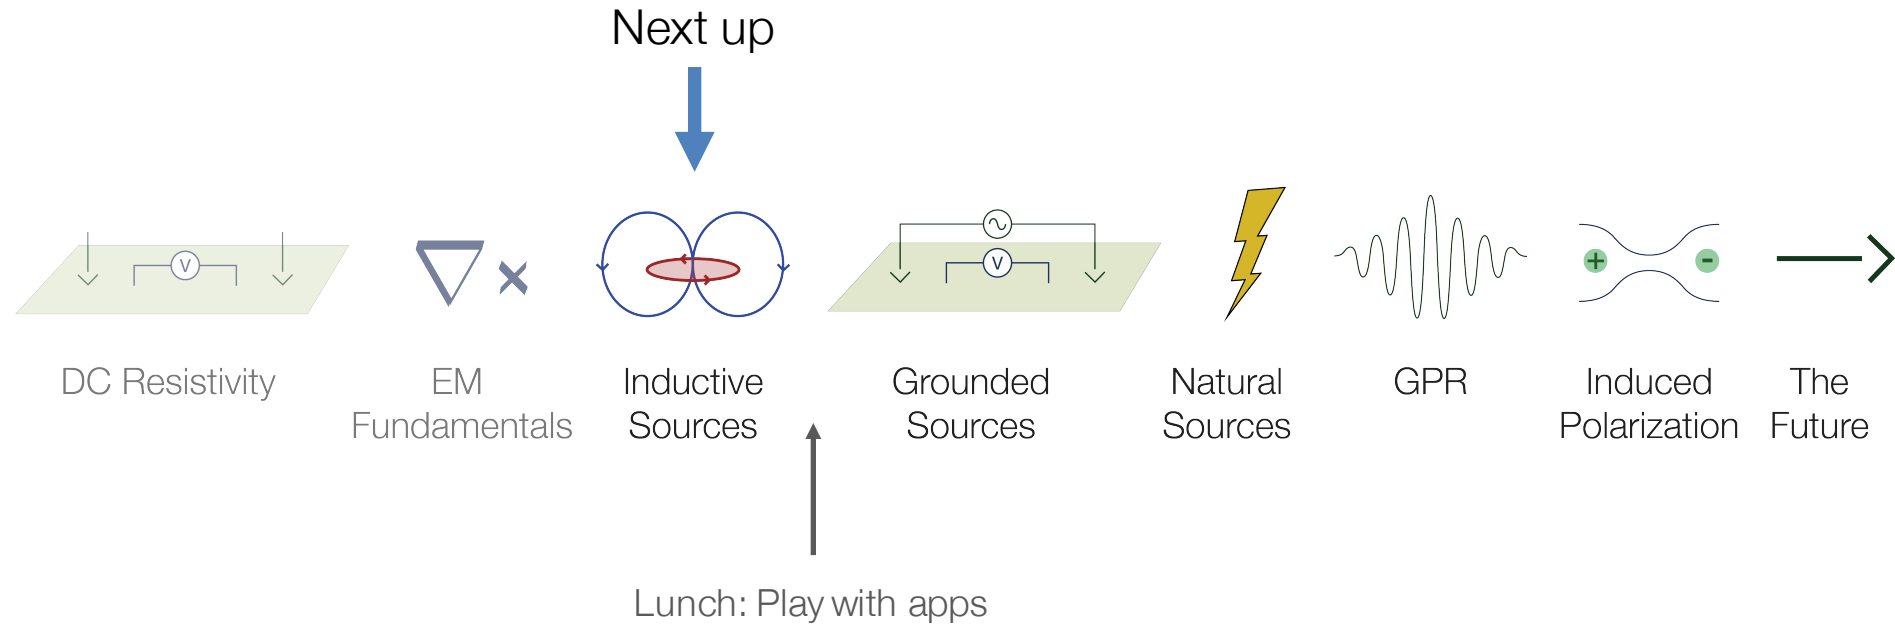 Next up
V
V
+
-
DC Resistivity
EM
Fundamentals
Inductive
Sources
Grounded
Sources
Natural
Sources
GPR
Induced
Polarization
The
Future
Lunch: Play with apps